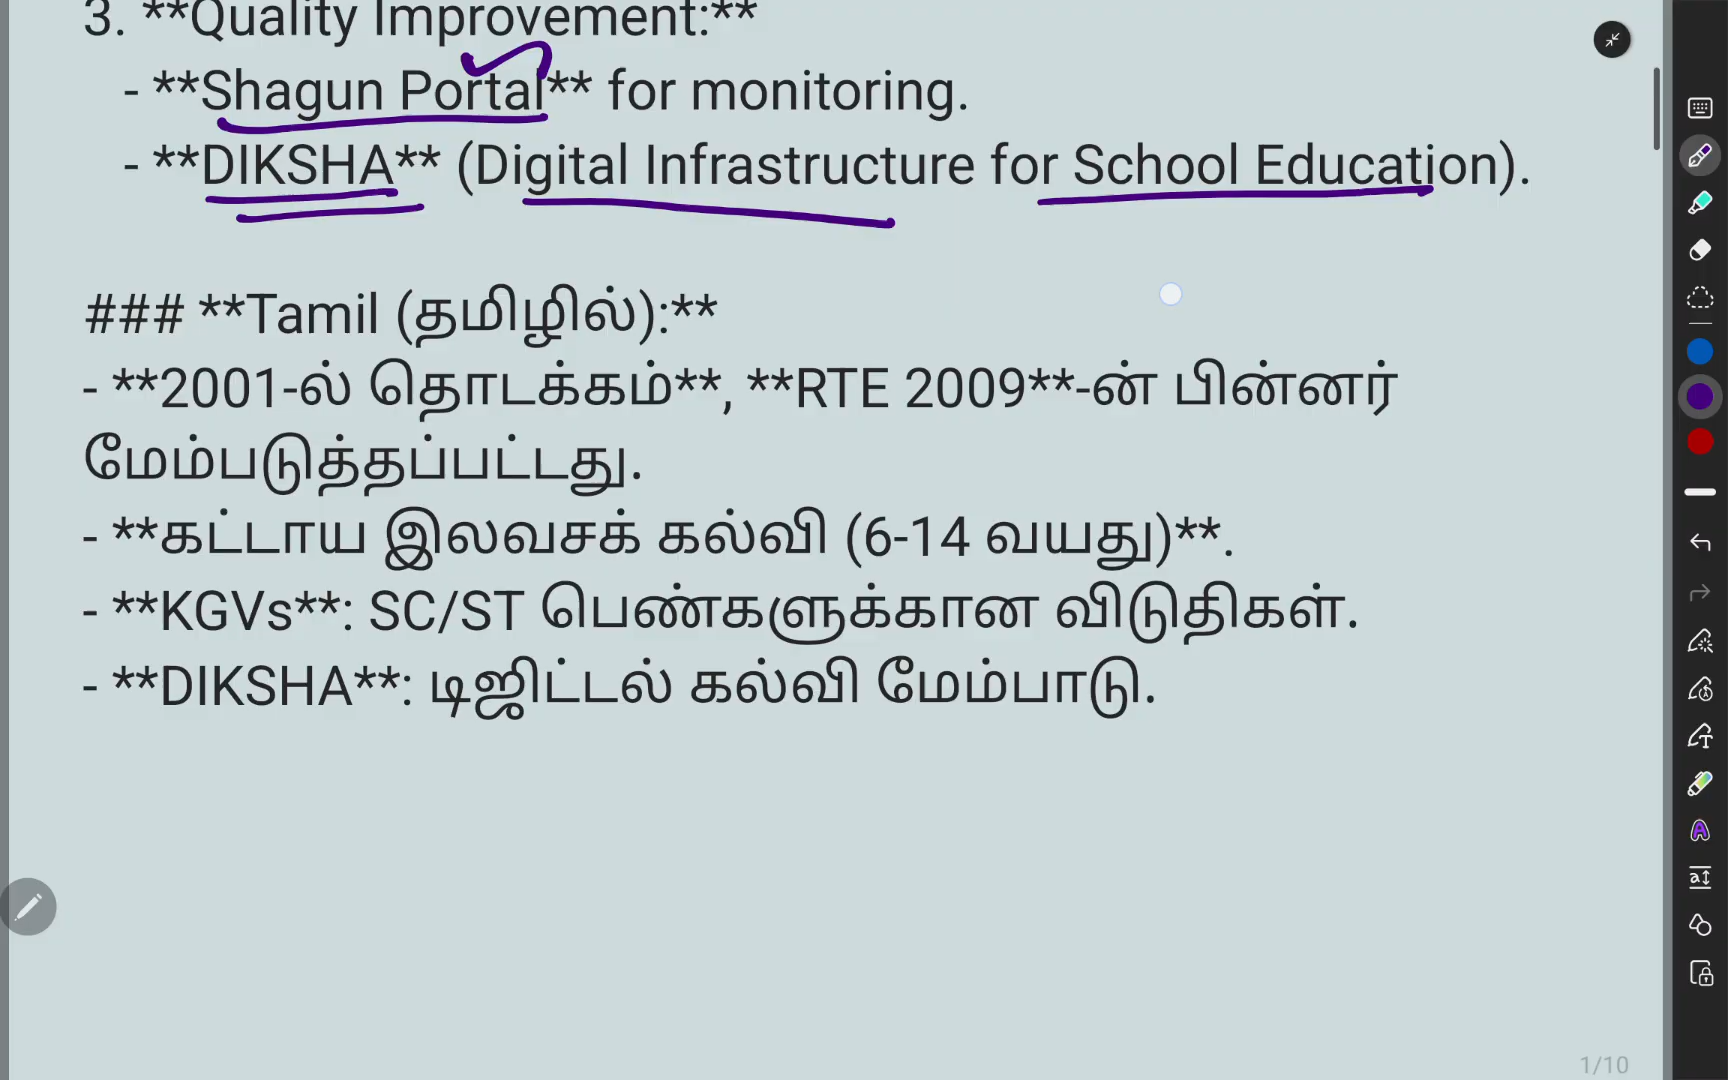 3. **Quality Improvement:**
- **Shagun Portal** for monitoring.
- **DIKSHA** (Digital Infrastructure for School Education).
### **Tamil (தமிழில்):**
- **2001-ல் தொடக்கம்**, **RTE 2009**-ன் பின்னர்
மேம்படுத்தப்பட்டது.
- **கட்டாய இலவசக் கல்வி (6-14 வயது)**.
- **KGVs**: SC/ST பெண்களுக்கான விடுதிகள்.
- **DIKSHA**: டிஜிட்டல் கல்வி மேம்பாடு.
1/10